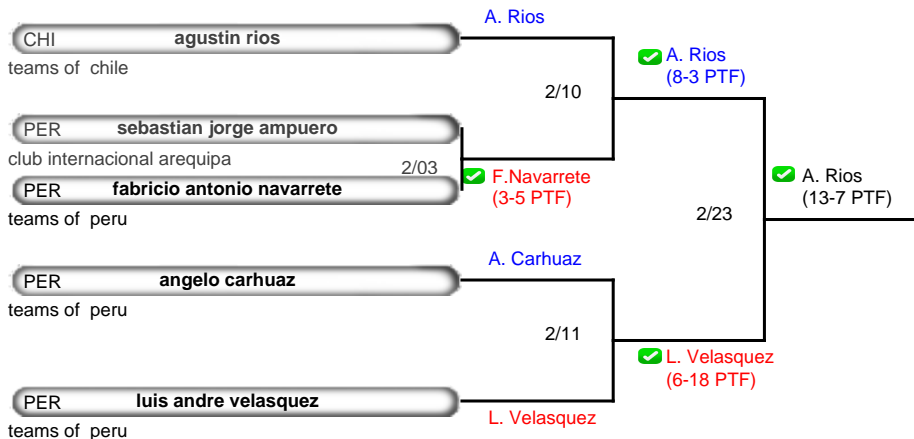 A. Rios
CHI agustin rios
teams of chile
A. Rios
(8-3 PTF)
2/10
PER sebastian jorge ampuero
club internacional arequipa
2/03
F.Navarrete
(3-5 PTF)
PER fabricio antonio navarrete
teams of peru
A. Rios
(13-7 PTF)
2/23
A. Carhuaz
PER angelo carhuaz
teams of peru
2/11
L. Velasquez
(6-18 PTF)
PER luis andre velasquez
L. Velasquez
teams of peru